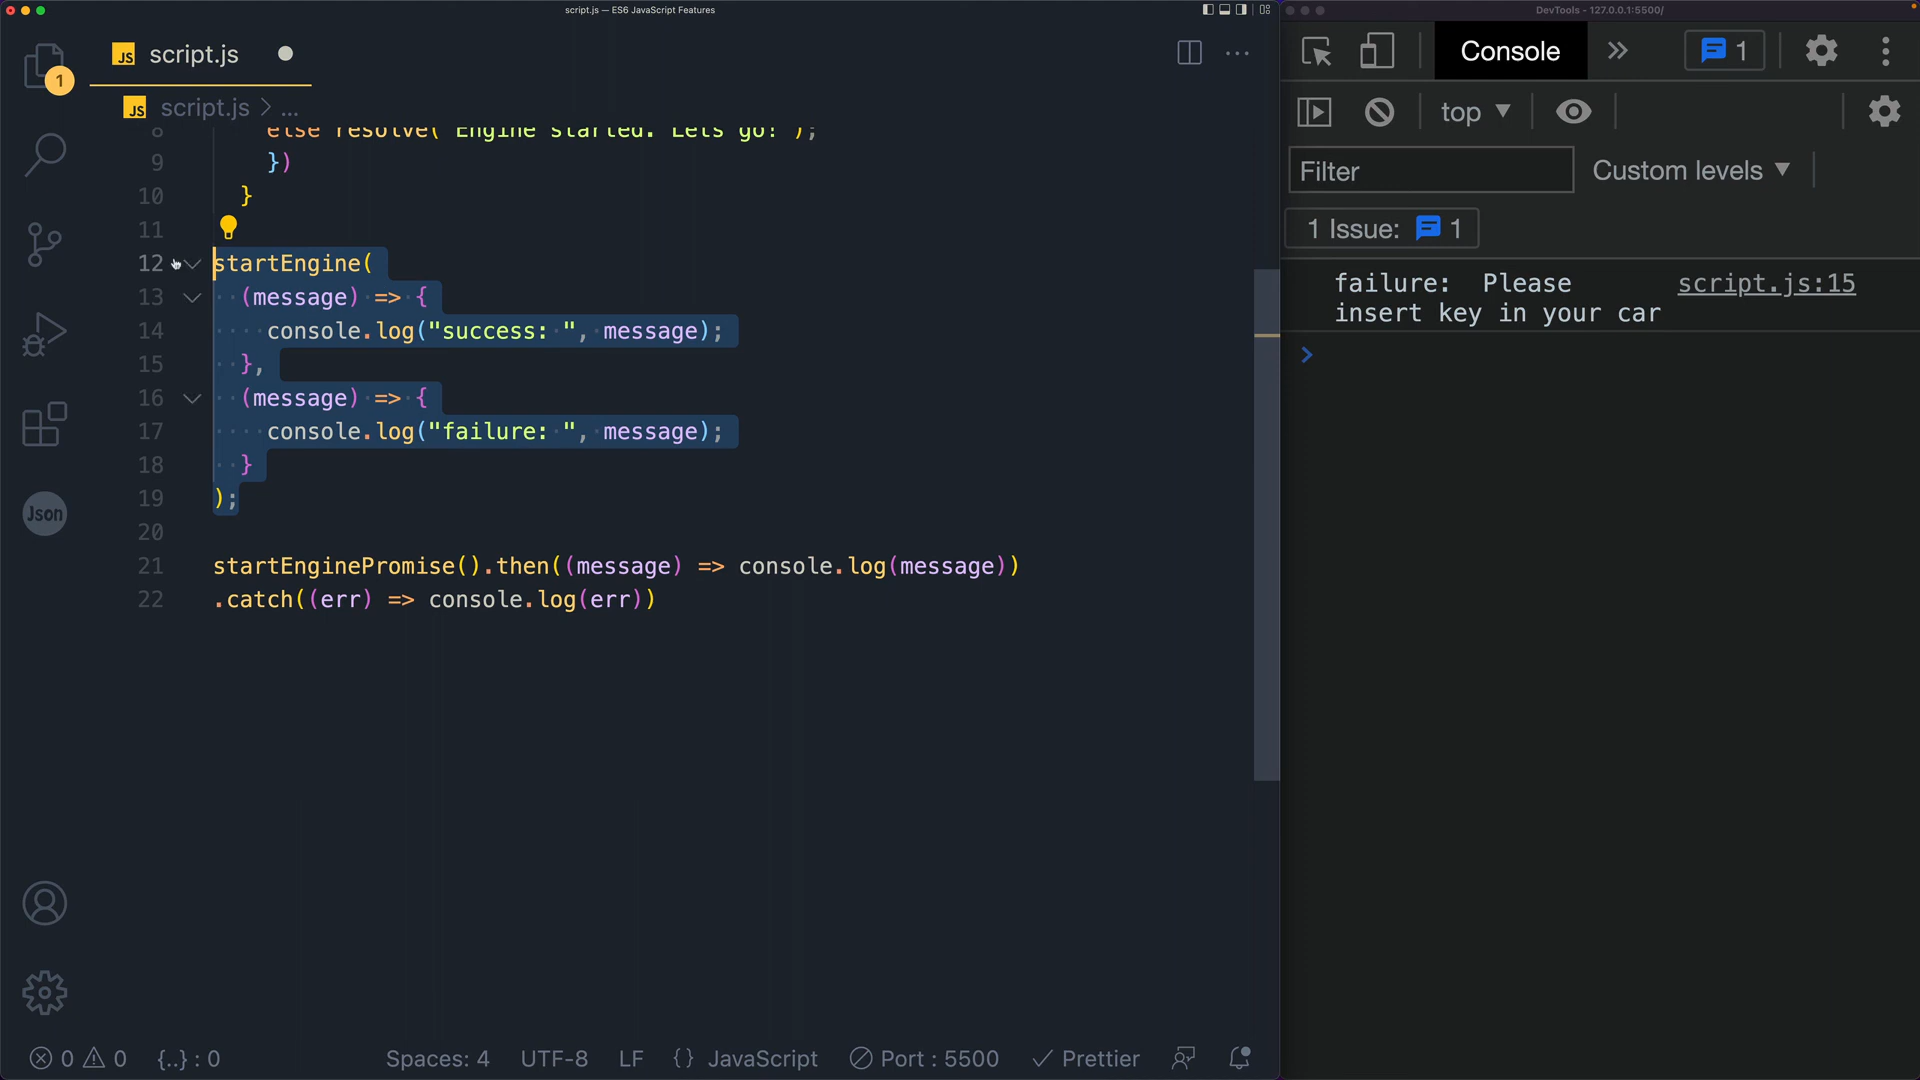 script.js — ES6 JavaScript Features
JS script.js
1
JS script.js > ...
8 else resolve("Engine started. Lets go!");
9 })
10 }
11
12 startEngine(
13 (message) => {
14 console.log("success: ", message);
15 },
16 (message) => {
17 console.log("failure: ", message);
18 }
19 );
20
21 startEnginePromise().then((message) => console.log(message))
22 .catch((err) => console.log(err))
Json
0 0 {..} : 0 Spaces: 4 UTF-8 LF {} JavaScript Port : 5500 Prettier
DevTools - 127.0.0.1:5500/
Console 1
top
Filter Custom levels
1 Issue: 1
failure: Please script.js:15
insert key in your car